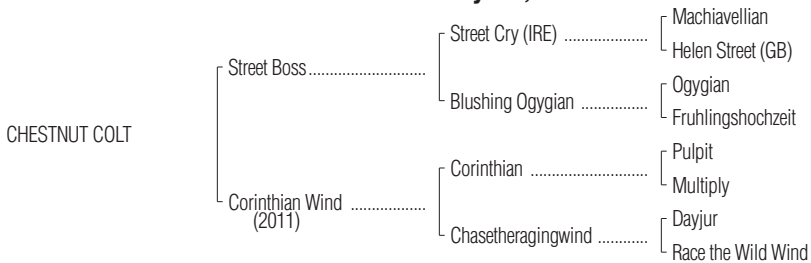 CHESTNUT COLT
Street Boss............................
Corinthian Wind ..................
(2011)
Street Cry (IRE) ....................
Blushing Ogygian ................
Corinthian ............................
Chasetheragingwind ............
Machiavellian
Helen Street (GB)
Ogygian
Fruhlingshochzeit
Pulpit
Multiply
Dayjur
Race the Wild Wind